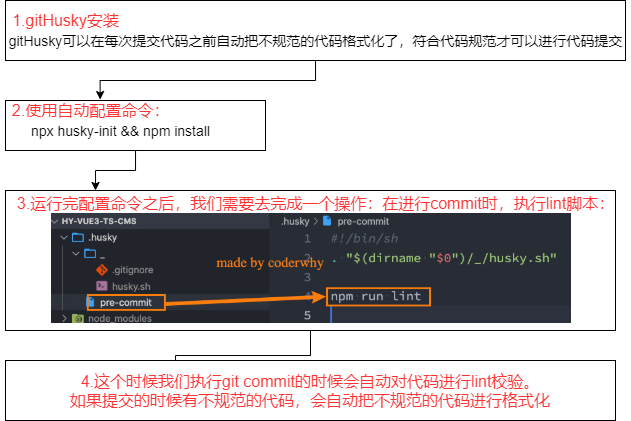 1.gitHusky安装
gitHusky可以在每次提交代码之前自动把不规范的代码格式化了，符合代码规范才可以进行代码提交
2.使用自动配置命令：
npx husky-init && npm install
3.运行完配置命令之后，我们需要去完成一个操作：在进行commit时，执行lint脚本：
HY-VUE3-TS-CMS
.husky
_
.gitignore
husky.sh
pre-commit
node_modules
.husky > pre-commit
1 #!/bin/sh
2 . "$(dirname "$0")/_/husky.sh"
3
4 npm run lint
5
made by coderwhy
4.这个时候我们执行git commit的时候会自动对代码进行lint校验。
如果提交的时候有不规范的代码，会自动把不规范的代码进行格式化